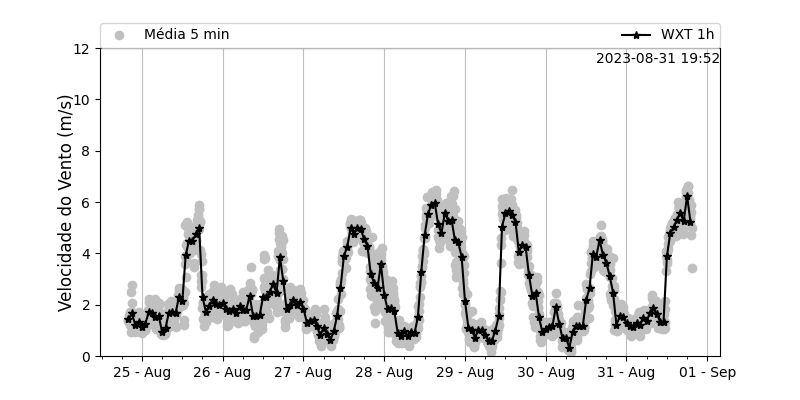 Média 5 min
WXT 1h
2023-08-31 19:52
Velocidade do Vento (m/s)
12
10
8
6
4
2
0
25 - Aug
26 - Aug
27 - Aug
28 - Aug
29 - Aug
30 - Aug
31 - Aug
01 - Sep